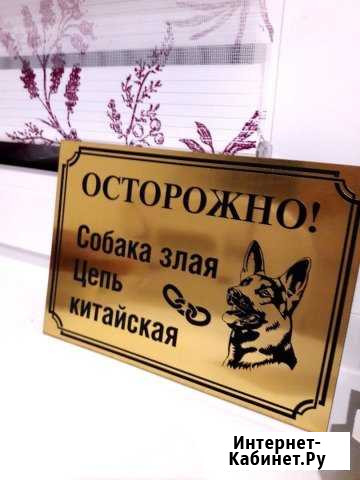 ОСТОРОЖНО!
Собака злая
Цепь
китайская
Интернет-
Кабинет.Ру